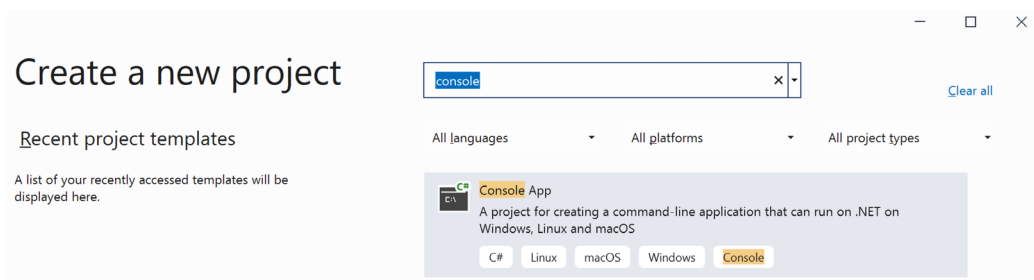 Create a new project
console
Clear all
Recent project templates
All languages
All platforms
All project types
A list of your recently accessed templates will be
displayed here.
C#
C:\
Console App
A project for creating a command-line application that can run on .NET on
Windows, Linux and macOS
C# Linux macOS Windows Console